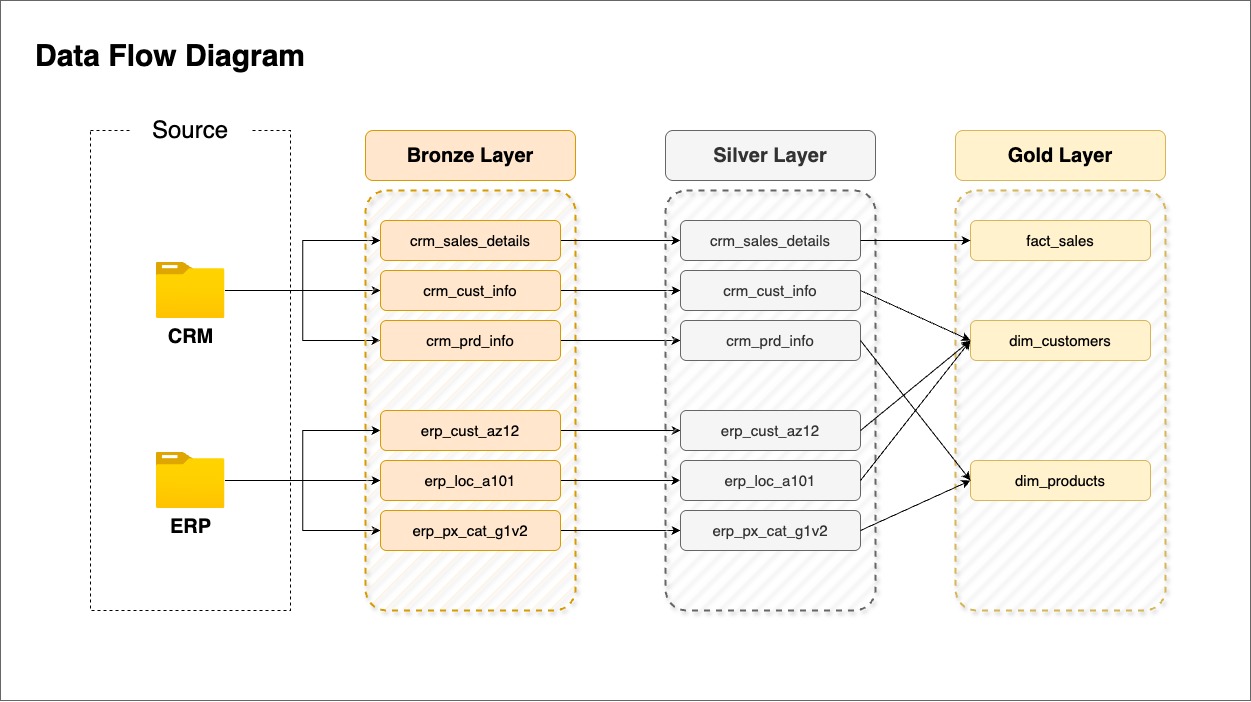 Data Flow Diagram
Source
Bronze Layer
Silver Layer
Gold Layer
crm_sales_details
crm_sales_details
fact_sales
crm_cust_info
crm_cust_info
CRM
crm_prd_info
crm_prd_info
dim_customers
erp_cust_az12
erp_cust_az12
erp_loc_a101
erp_loc_a101
dim_products
ERP
erp_px_cat_g1v2
erp_px_cat_g1v2